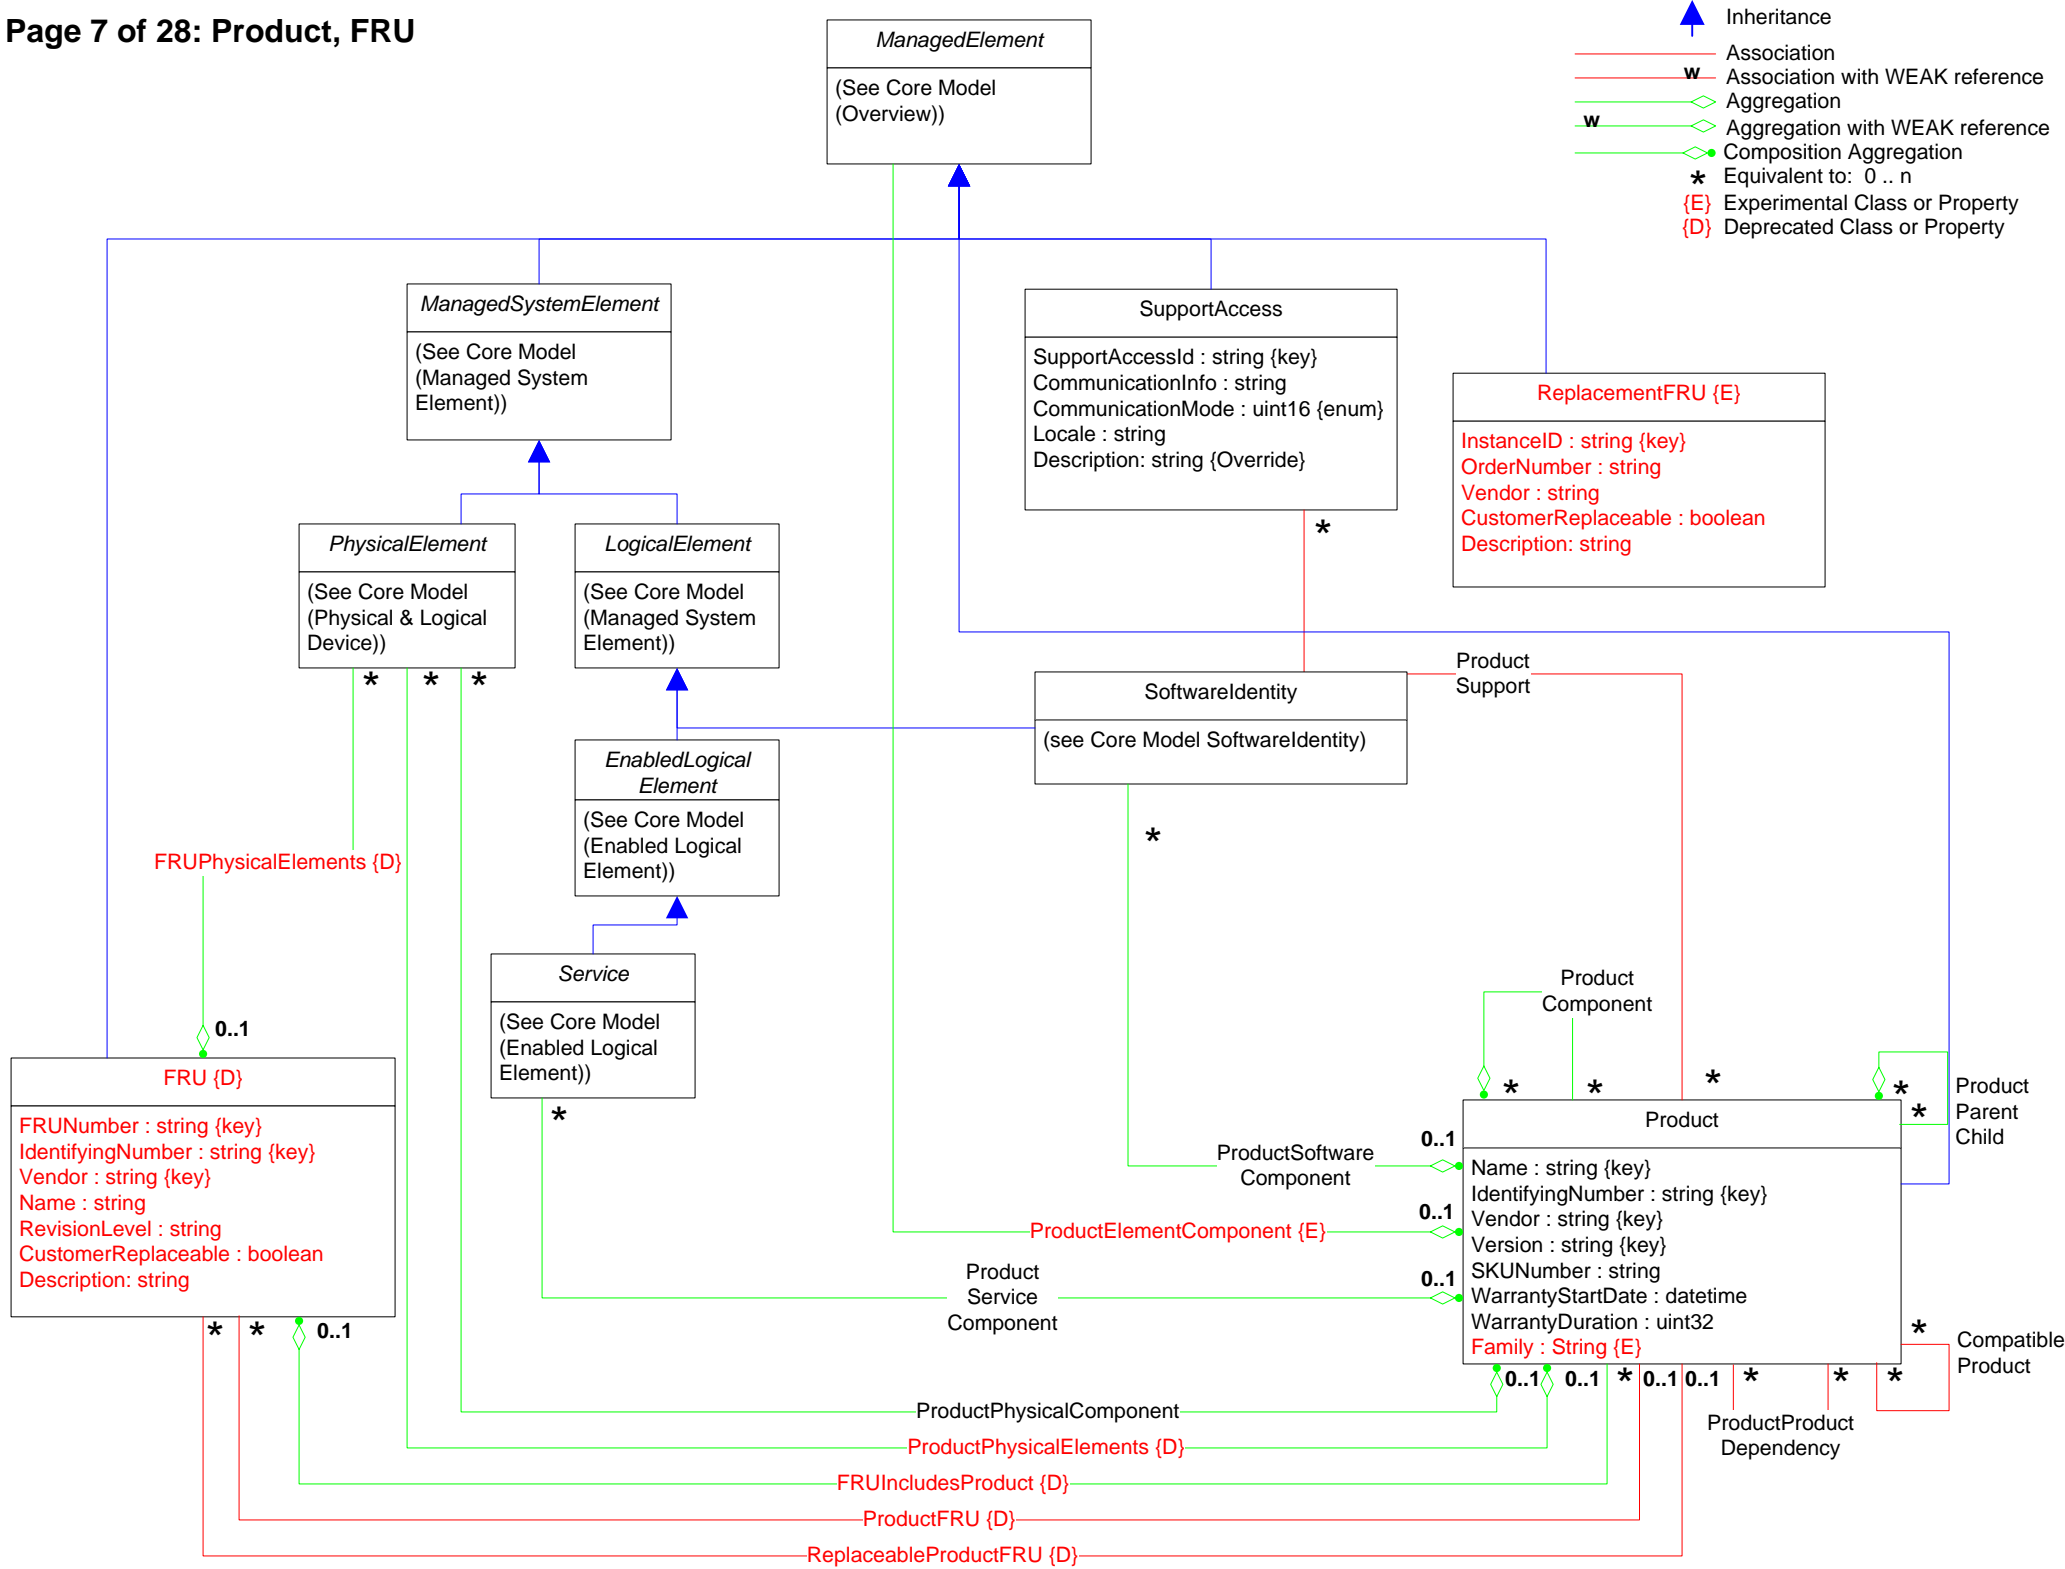 Page 7 of 28: Product, FRU
Inheritance
Association
w
Association with WEAK reference
Aggregation
w
Aggregation with WEAK reference
Composition Aggregation
* Equivalent to: 0 .. n
{E} Experimental Class or Property
{D} Deprecated Class or Property
ManagedElement
(See Core Model
(Overview))
ManagedSystemElement
(See Core Model
(Managed System
Element))
SupportAccess
SupportAccessId : string {key}
CommunicationInfo : string
CommunicationMode : uint16 {enum}
Locale : string
Description: string {Override}
*
ReplacementFRU {E}
InstanceID : string {key}
OrderNumber : string
Vendor : string
CustomerReplaceable : boolean
Description: string
PhysicalElement
(See Core Model
(Physical & Logical
Device))
* * *
LogicalElement
(See Core Model
(Managed System
Element))
SoftwareIdentity
(see Core Model SoftwareIdentity)
*
Product
Support
EnabledLogical
Element
(See Core Model
(Enabled Logical
Element))
FRUPhysicalElements {D}
0..1
Service
(See Core Model
(Enabled Logical
Element))
*
FRU {D}
FRUNumber : string {key}
IdentifyingNumber : string {key}
Vendor : string {key}
Name : string
RevisionLevel : string
CustomerReplaceable : boolean
Description: string
* * 0..1
Product
Component
* * * *
*
Product
Parent
Child
ProductSoftware
Component
0..1
ProductElementComponent {E}
0..1
Product
Service
Component
0..1
Product
Name : string {key}
IdentifyingNumber : string {key}
Vendor : string {key}
Version : string {key}
SKUNumber : string
WarrantyStartDate : datetime
WarrantyDuration : uint32
Family : String {E}
*
Compatible
Product
0..1 0..1 * 0..1 0..1 * * *
ProductProduct
Dependency
ProductPhysicalComponent
ProductPhysicalElements {D}
FRUIncludesProduct {D}
ProductFRU {D}
ReplaceableProductFRU {D}